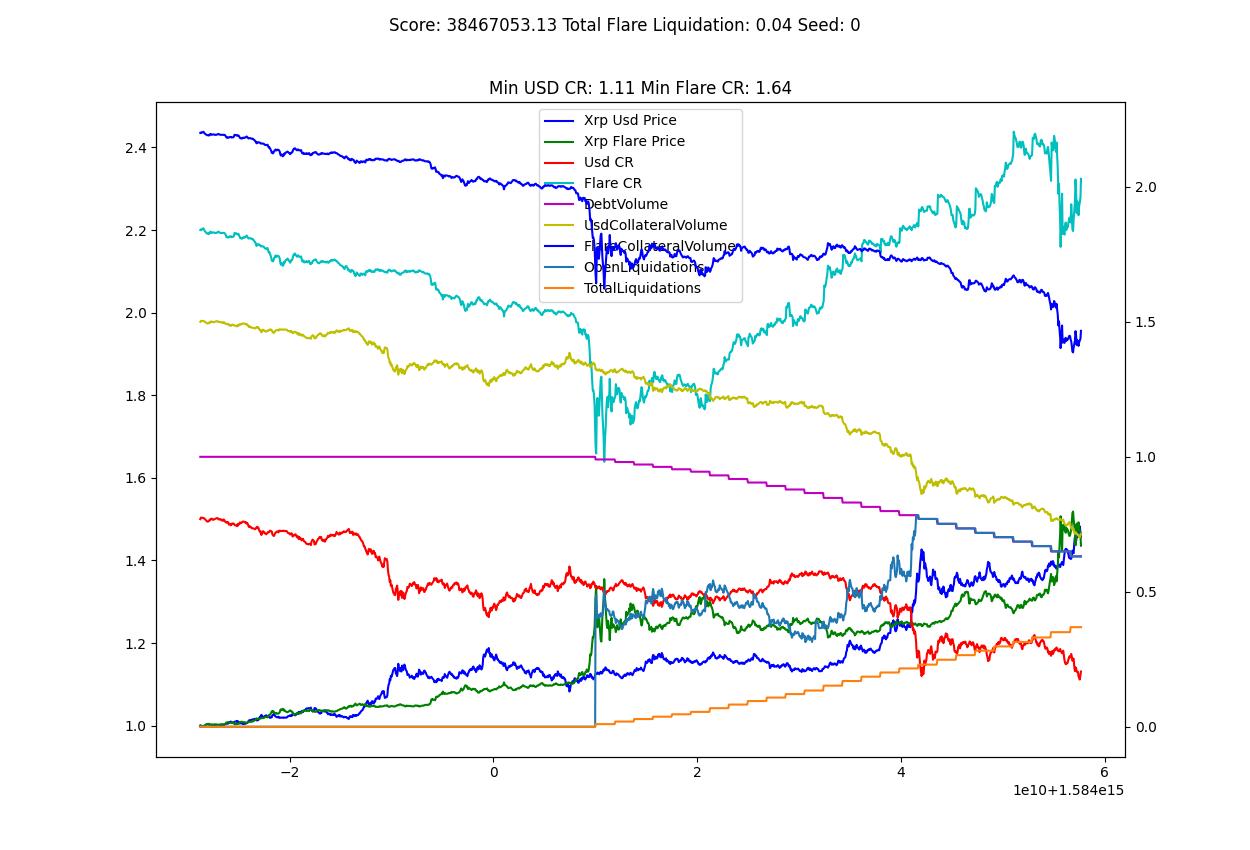 Score: 38467053.13 Total Flare Liquidation: 0.04 Seed: 0
Min USD CR: 1.11 Min Flare CR: 1.64
Xrp Usd Price
Xrp Flare Price
Usd CR
Flare CR
DebtVolume
UsdCollateralVolume
FlareCollateralVolume
OpenLiquidations
TotalLiquidations
2.4
2.2
2.0
1.8
1.6
1.4
1.2
1.0
2.0
1.5
1.0
0.5
0.0
−2
0
2
4
6
1e10+1.584e15